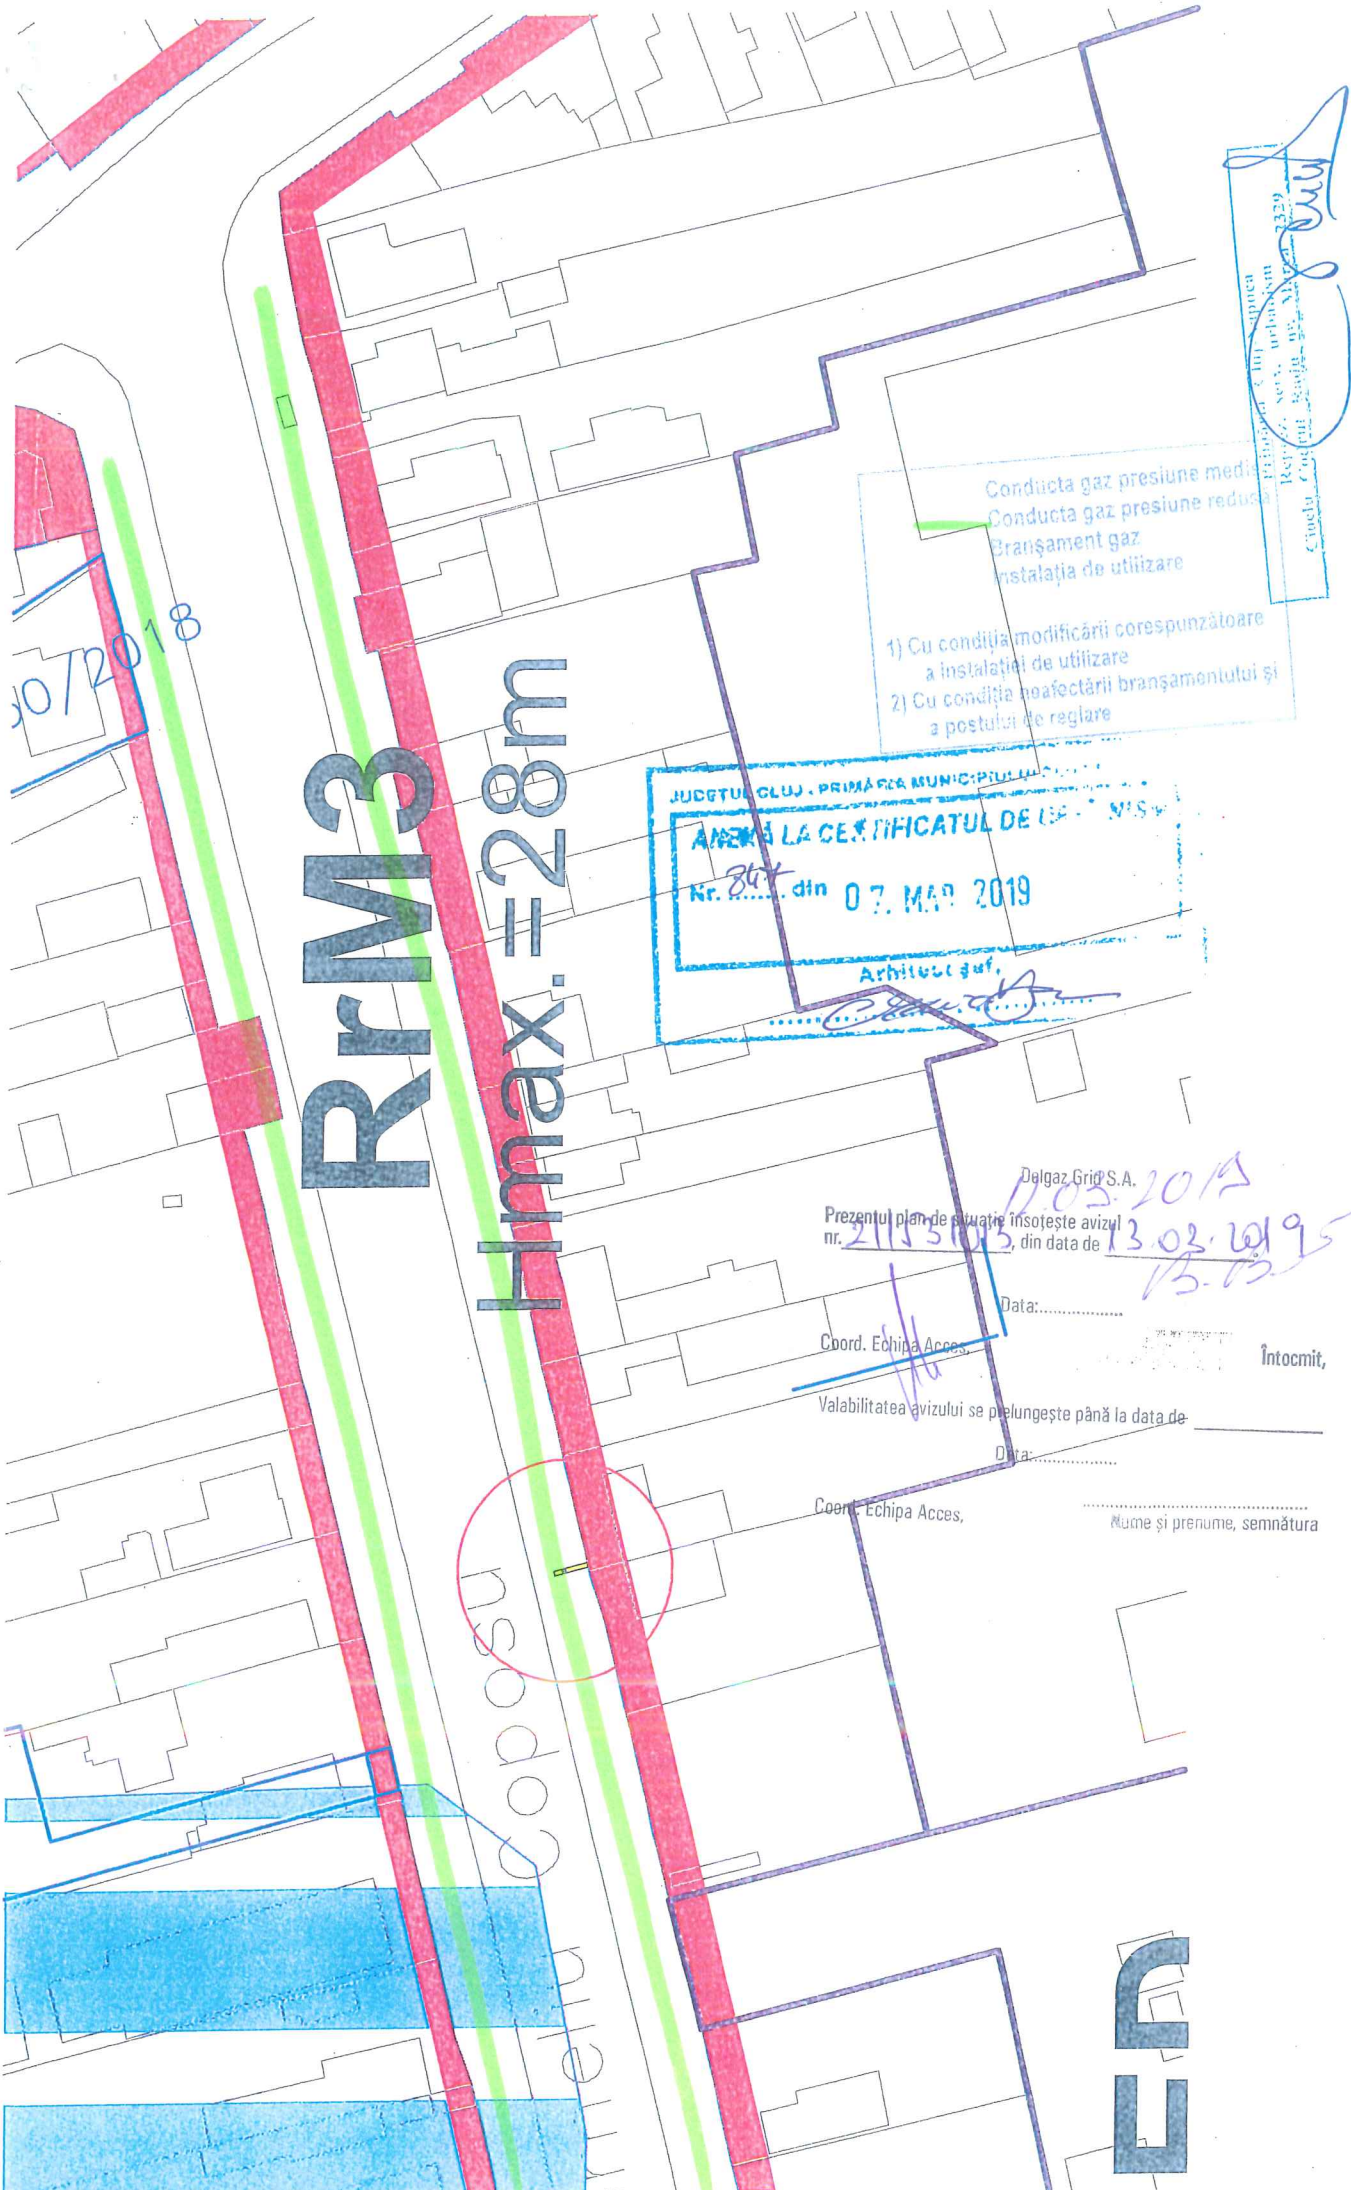 Conducta gaz presiune medie
Conducta gaz presiune redusă
Branşament gaz
Instalaţia de utilizare
1) Cu condiţia modificării corespunzătoare
a instalaţiei de utilizare
2) Cu condiţia neafectării branşamentului şi
a postului de reglare
/2018
RrM3
Hmax.=28m
JUDEŢUL CLUJ . PRIMĂRIA MUNICIPIULUI
ANEXĂ LA CERTIFICATUL DE
Nr. 847 din 07. MAR 2019
Arhitect şef,
Delgaz Grid S.A.
12.03.2019
Prezentul plan de situaţie însoţeşte avizul
nr. , din data de 13.03.2019
Data:................
Coord. Echipa Acces,
Întocmit,
Valabilitatea avizului se prelungeşte până la data de
Data:................
Coord. Echipa Acces,
Nume şi prenume, semnătura
Coposu